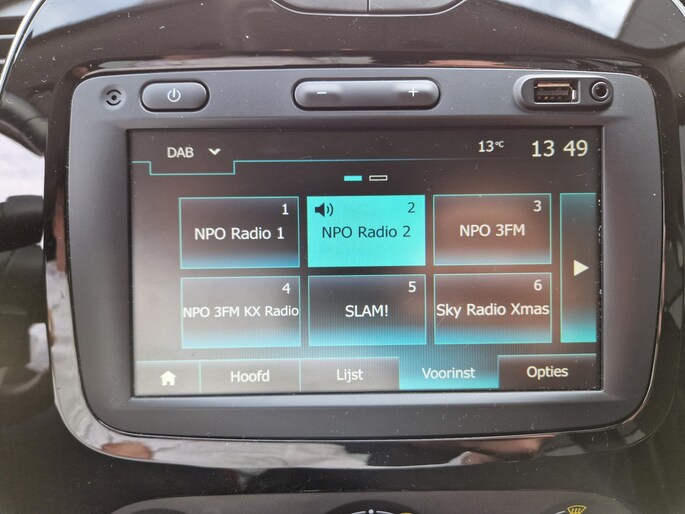 DAB
13°C
13 49
1
NPO Radio 1
2
NPO Radio 2
3
NPO 3FM
4
NPO 3FM KX Radio
5
SLAM!
6
Sky Radio Xmas
Hoofd
Lijst
Voorinst
Opties